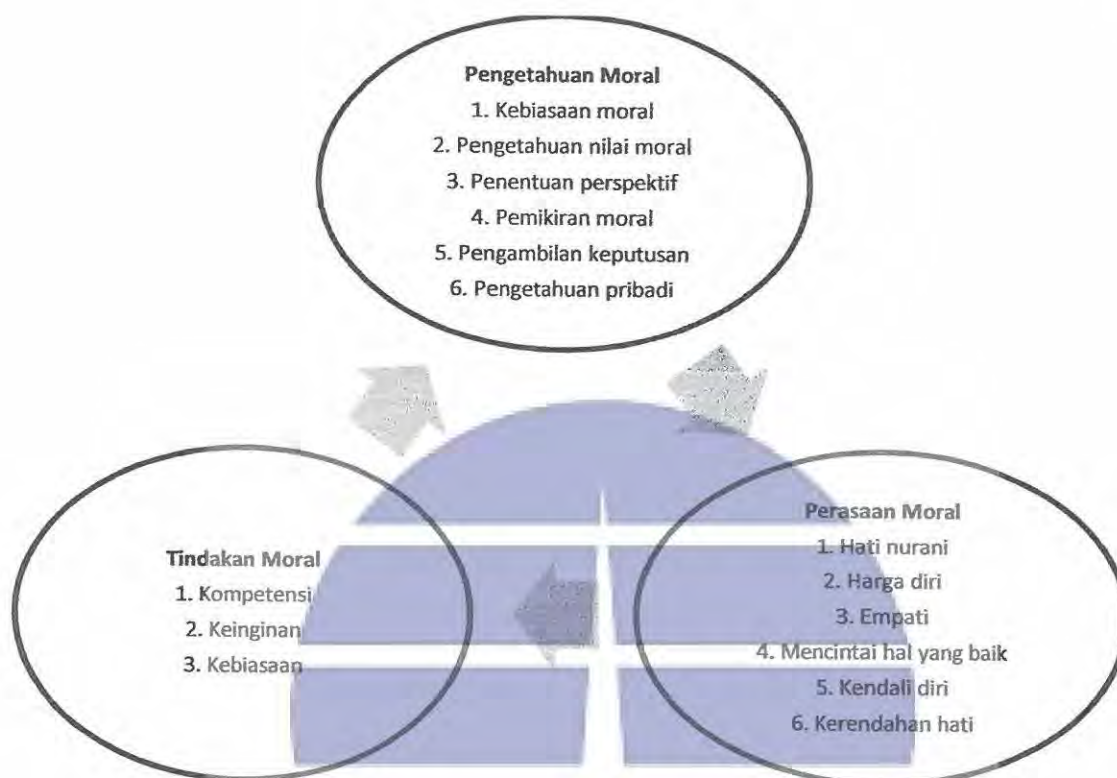 Pengetahuan Moral
1. Kebiasaan moral
2. Pengetahuan nilai moral
3. Penentuan perspektif
4. Pemikiran moral
5. Pengambilan keputusan
6. Pengetahuan pribadi
Tindakan Moral
1. Kompetensi
2. Keinginan
3. Kebiasaan
Perasaan Moral
1. Hati nurani
2. Harga diri
3. Empati
4. Mencintai hal yang baik
5. Kendali diri
6. Kerendahan hati